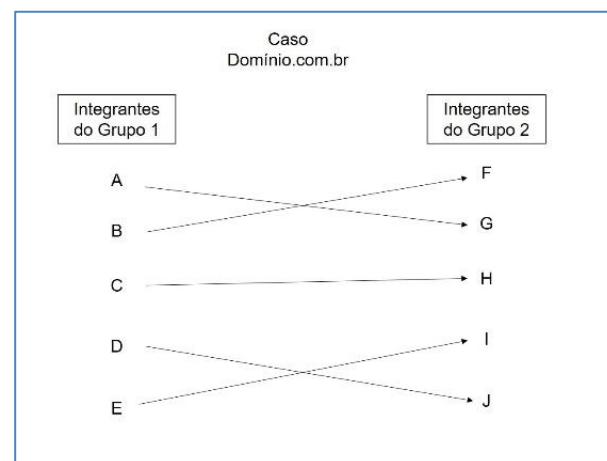 Caso
Domínio.com.br
Integrantes
do Grupo 1
Integrantes
do Grupo 2
A
F
B
G
C
H
D
I
E
J